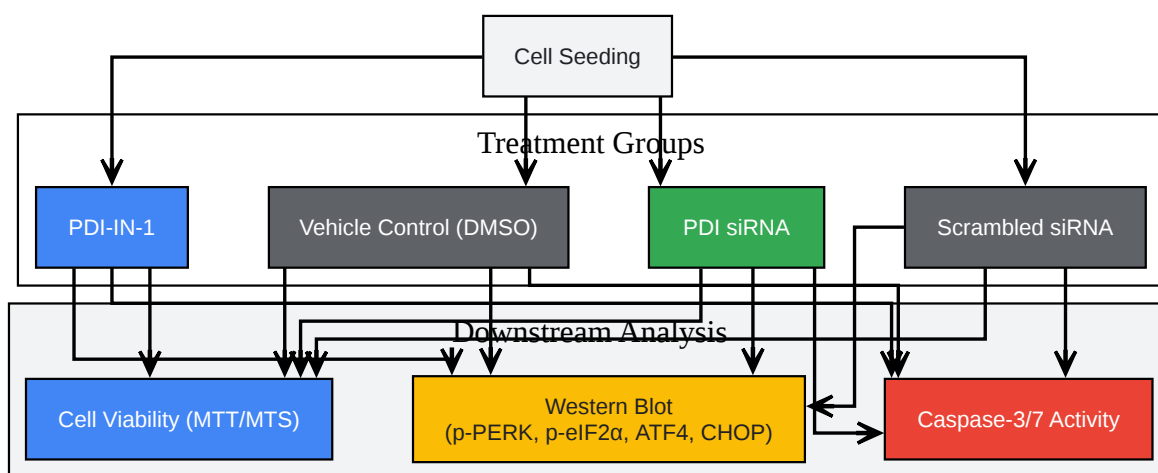 Cell Seeding
Treatment Groups
PDI-IN-1
Vehicle Control (DMSO)
PDI siRNA
Scrambled siRNA
Downstream Analysis
Cell Viability (MTT/MTS)
Western Blot
(p-PERK, p-eIF2α, ATF4, CHOP)
Caspase-3/7 Activity